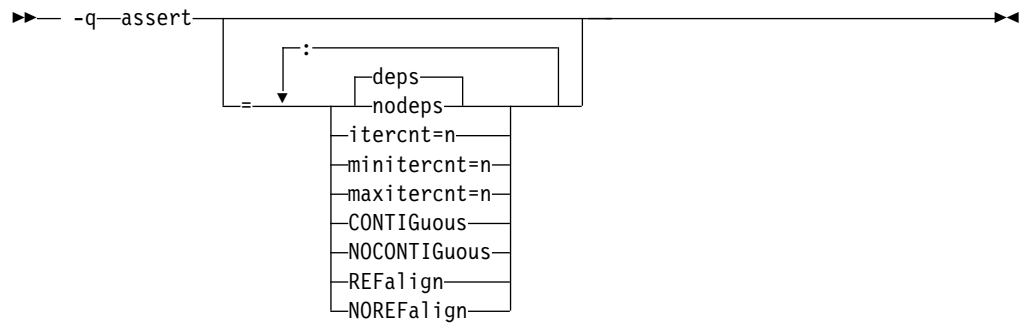 -q assert
:
deps
= nodeps
itercnt=n
minitercnt=n
maxitercnt=n
CONTIGuous
NOCONTIGuous
REFalign
NOREFalign